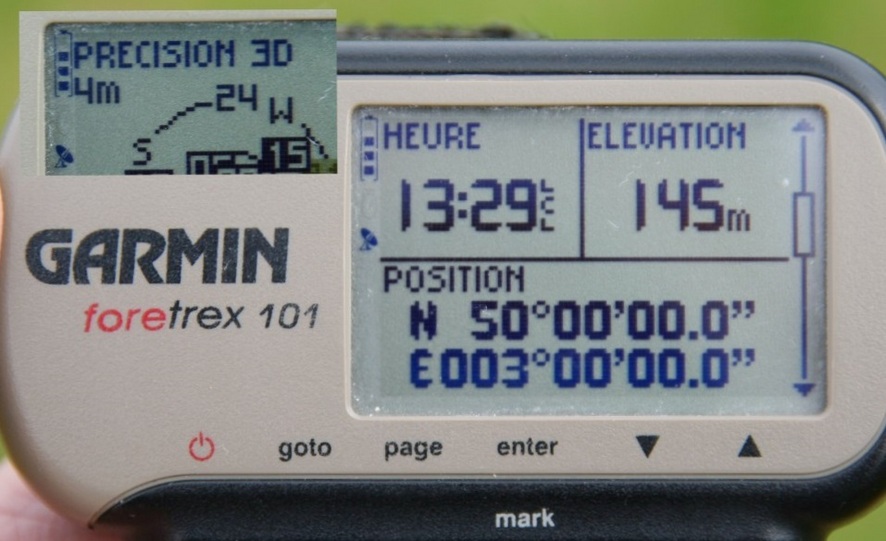 PRECISION 3D
4m
24
W
S
15
HEURE
ELEVATION
13:29
145m
POSITION
N 50°00'00.0"
E003°00'00.0"
GARMIN
foretrex 101
goto page enter ▼ ▲
mark